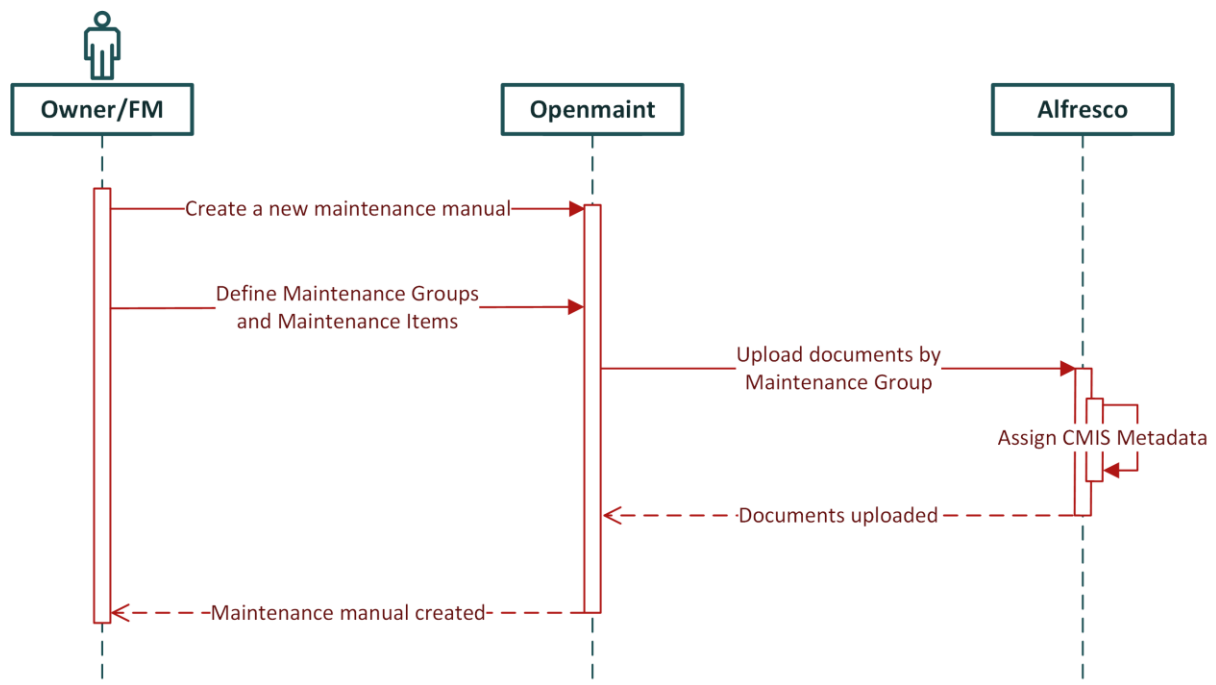 Owner/FM
Openmaint
Alfresco
Create a new maintenance manual
Define Maintenance Groups
and Maintenance Items
Upload documents by
Maintenance Group
Assign CMIS Metadata
Documents uploaded
Maintenance manual created